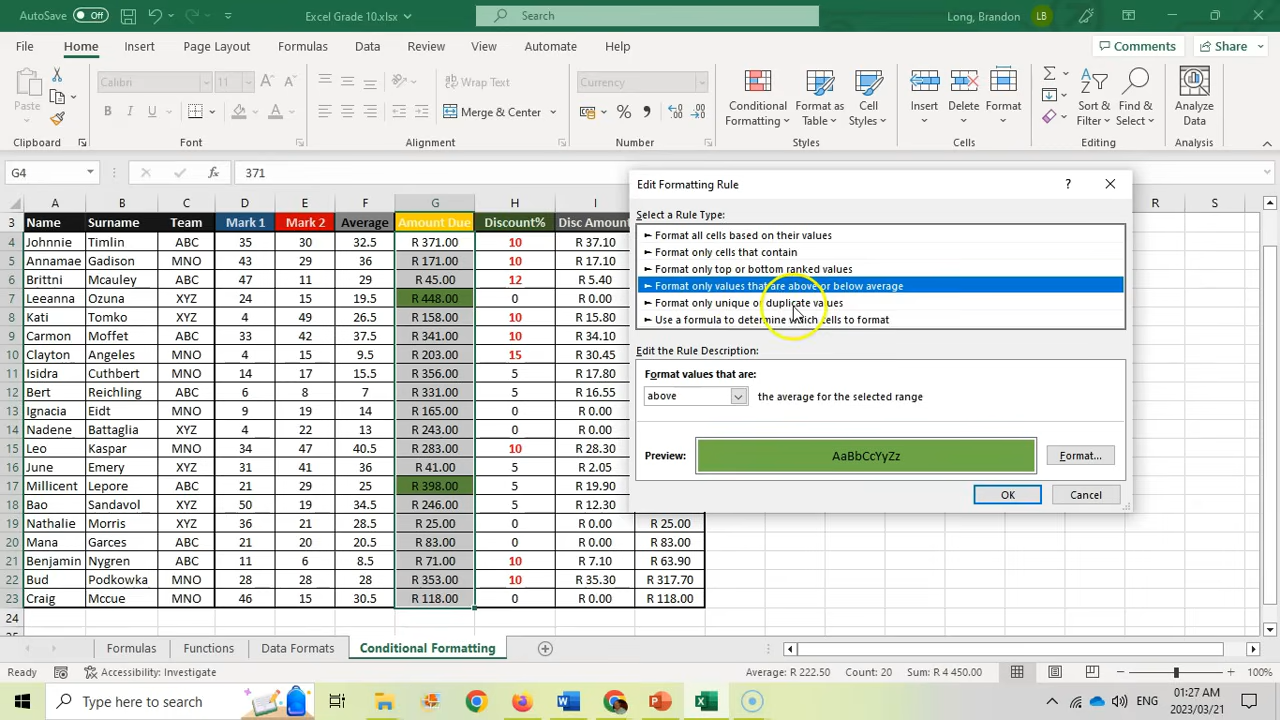 AutoSave Off Excel Grade 10.xlsx Search Long, Brandon LB
File Home Insert Page Layout Formulas Data Review View Automate Help Comments Share
Paste Calibri 11 A A Wrap Text Currency Conditional Format as Cell Insert Delete Format Sort & Find & Analyze
B I U A Merge & Center % Formatting Table Styles Filter Select Data
Clipboard Font Alignment Number Styles Cells Editing Analysis
G4 fx 371
A B C D E F G H I R S
3 Name Surname Team Mark 1 Mark 2 Average Amount Due Discount% Disc Amount
4 Johnnie Timlin ABC 35 30 32.5 R 371.00 10 R 37.10
5 Annamae Gadison MNO 43 29 36 R 171.00 10 R 17.10
6 Brittni Mcauley ABC 47 11 29 R 45.00 12 R 5.40
7 Leeanna Ozuna XYZ 24 15 19.5 R 448.00 10 R 44.80
8 Kati Tomko XYZ 31 29 30 R 158.00 10 R 15.80
9 Carmon Moffet ABC 33 42 37.5 R 341.00 10 R 34.10
10 Clayton Angeles MNO 4 15 9.5 R 203.00 15 R 30.45
11 Isidra Cuthbert MNO 14 17 15.5 R 356.00 5 R 17.80
12 Bert Reichling ABC 6 8 7 R 331.00 5 R 16.55
13 Ignacia Eidt MNO 9 19 14 R 165.00 0 R 0.00
14 Nadene Battaglia XYZ 4 22 13 R 243.00 0 R 0.00
15 Leo Kaspar MNO 34 47 40.5 R 283.00 10 R 28.30
16 June Emery XYZ 31 41 36 R 41.00 5 R 2.05
17 Millicent Lepore ABC 21 29 25 R 398.00 5 R 19.90
18 Bao Sandavol XYZ 50 19 34.5 R 246.00 5 R 12.30
19 Nathalie Morris XYZ 36 21 28.5 R 25.00 0 R 0.00 R 25.00
20 Mana Garces ABC 21 20 20.5 R 83.00 0 R 0.00 R 83.00
21 Benjamin Nygren ABC 11 6 8.5 R 71.00 10 R 7.10 R 63.90
22 Bud Podkowka MNO 28 28 28 R 353.00 10 R 35.30 R 317.70
23 Craig Mccue MNO 46 15 30.5 R 118.00 0 R 0.00 R 118.00
24
Edit Formatting Rule ?
Select a Rule Type:
► Format all cells based on their values
► Format only cells that contain
► Format only top or bottom ranked values
► Format only values that are above or below average
► Format only unique or duplicate values
► Use a formula to determine which cells to format
Edit the Rule Description:
Format values that are:
above the average for the selected range
Preview: AaBbCcYyZz Format...
OK Cancel
Formulas Functions Data Formats Conditional Formatting
Ready Average: R 222.50 Count: 20 Sum: R 4 450.00 100%
Type here to search ENG 01:27 AM
2023/03/21